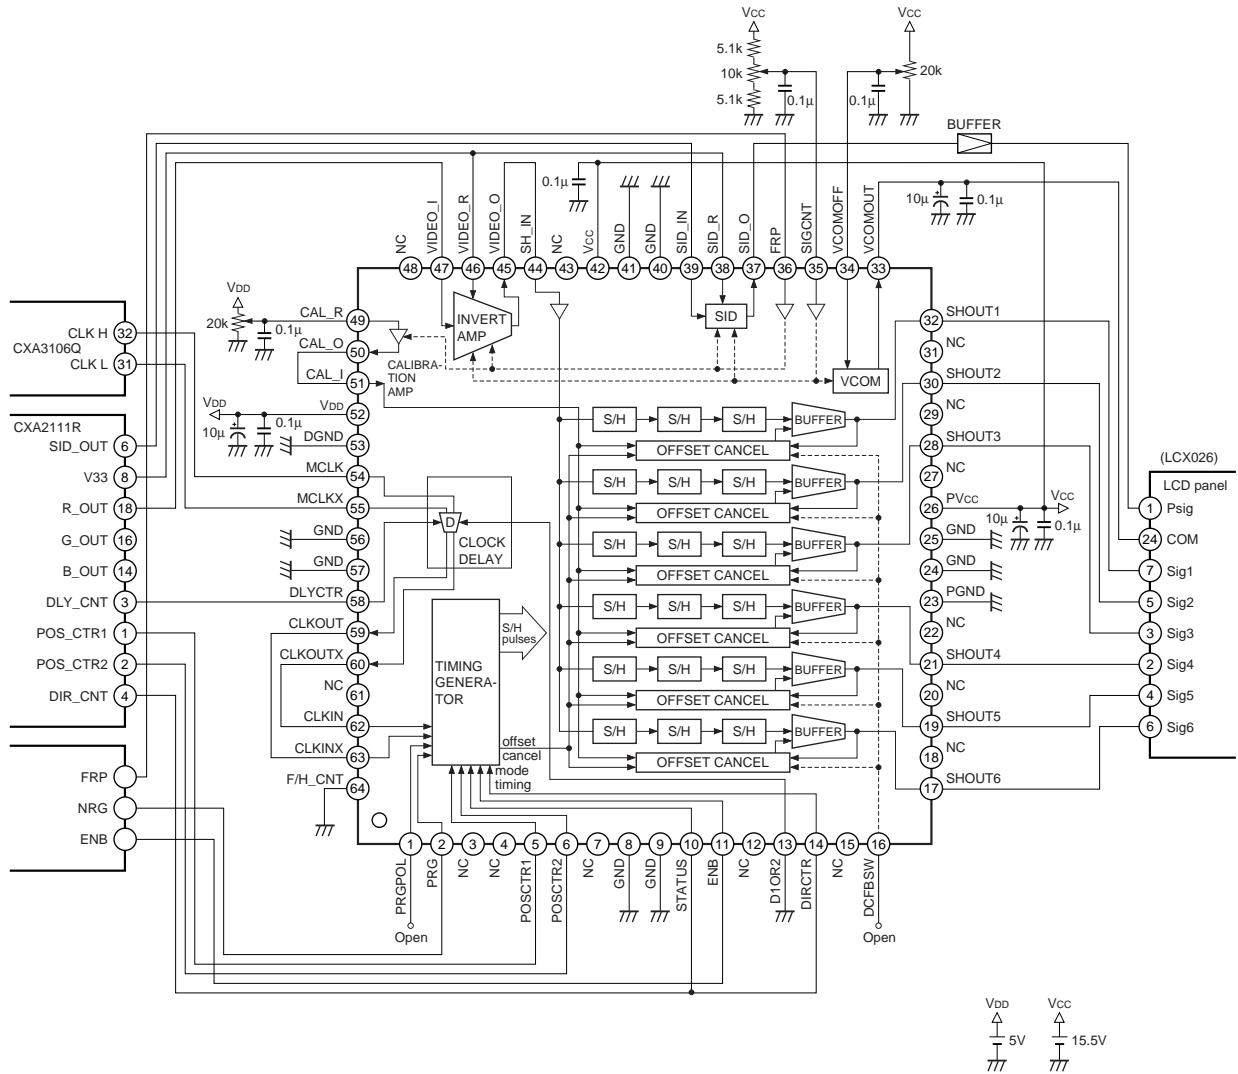 VCC
VCC
5.1k
10k
5.1k
0.1μ
0.1μ
20k
BUFFER
0.1μ
10μ
0.1μ
NC
VIDEO_I
VIDEO_R
VIDEO_O
SH_IN
NC
VCC
GND
GND
SID_IN
SID_R
SID_O
FRP
SIGCNT
VCOMOFF
VCOMOUT
48
47
46
45
44
43
42
41
40
39
38
37
36
35
34
33
VDD
20k
0.1μ
CAL_R
49
CAL_O
50
CAL_I
51
VDD
52
VDD
10μ
0.1μ
DGND
53
MCLK
54
MCLKX
55
GND
56
GND
57
DLYCTR
58
CLKOUT
59
CLKOUTX
60
NC
61
CLKIN
62
CLKINX
63
F/H_CNT
64
CLK H
32
CXA3106Q
CLK L
31
CXA2111R
SID_OUT
6
V33
8
R_OUT
18
G_OUT
16
B_OUT
14
DLY_CNT
3
POS_CTR1
1
POS_CTR2
2
DIR_CNT
4
FRP
NRG
ENB
INVERT
AMP
CALIBRA-
TION
AMP
SID
VCOM
D
CLOCK
DELAY
TIMING
GENERA-
TOR
S/H
pulses
offset
cancel
mode
timing
S/H
S/H
S/H
BUFFER
OFFSET CANCEL
S/H
S/H
S/H
BUFFER
OFFSET CANCEL
S/H
S/H
S/H
BUFFER
OFFSET CANCEL
S/H
S/H
S/H
BUFFER
OFFSET CANCEL
S/H
S/H
S/H
BUFFER
OFFSET CANCEL
S/H
S/H
S/H
BUFFER
OFFSET CANCEL
32
SHOUT1
31
NC
30
SHOUT2
29
NC
28
SHOUT3
27
NC
26
PVCC
VCC
10μ
0.1μ
25
GND
24
GND
23
PGND
22
NC
21
SHOUT4
20
NC
19
SHOUT5
18
NC
17
SHOUT6
(LCX026)
LCD panel
1
Psig
24
COM
7
Sig1
5
Sig2
3
Sig3
2
Sig4
4
Sig5
6
Sig6
1
2
3
4
5
6
7
8
9
10
11
12
13
14
15
16
PRGPOL
PRG
NC
NC
POSCTR1
POSCTR2
NC
GND
GND
STATUS
ENB
NC
D1OR2
DIRCTR
NC
DCFBSW
Open
Open
VDD
5V
VCC
15.5V